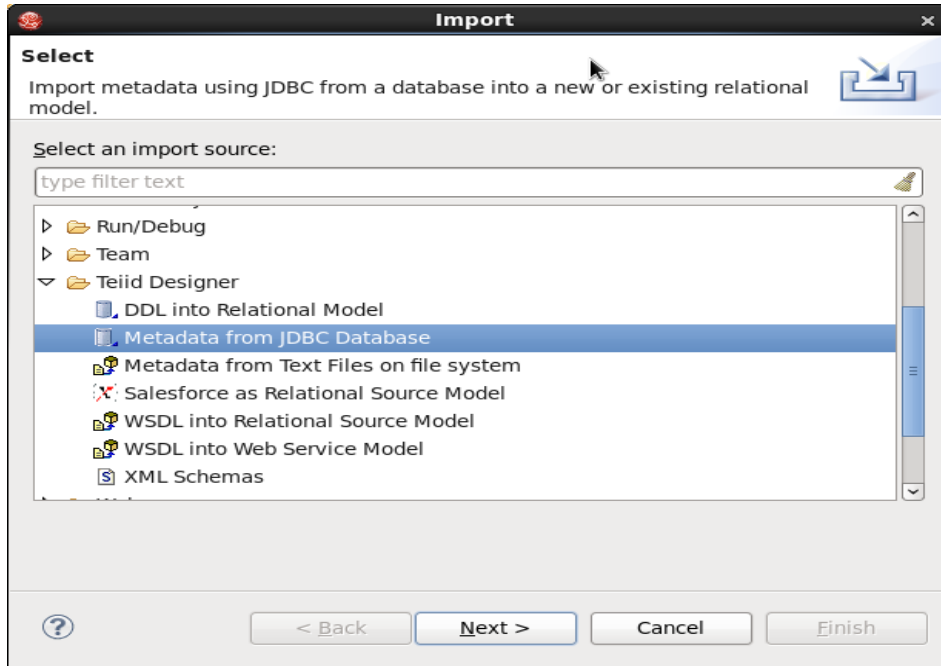 Import
Select
Import metadata using JDBC from a database into a new or existing relational
model.
Select an import source:
type filter text
Run/Debug
Team
Teiid Designer
DDL into Relational Model
Metadata from JDBC Database
Metadata from Text Files on file system
Salesforce as Relational Source Model
WSDL into Relational Source Model
WSDL into Web Service Model
XML Schemas
< Back Next > Cancel Finish